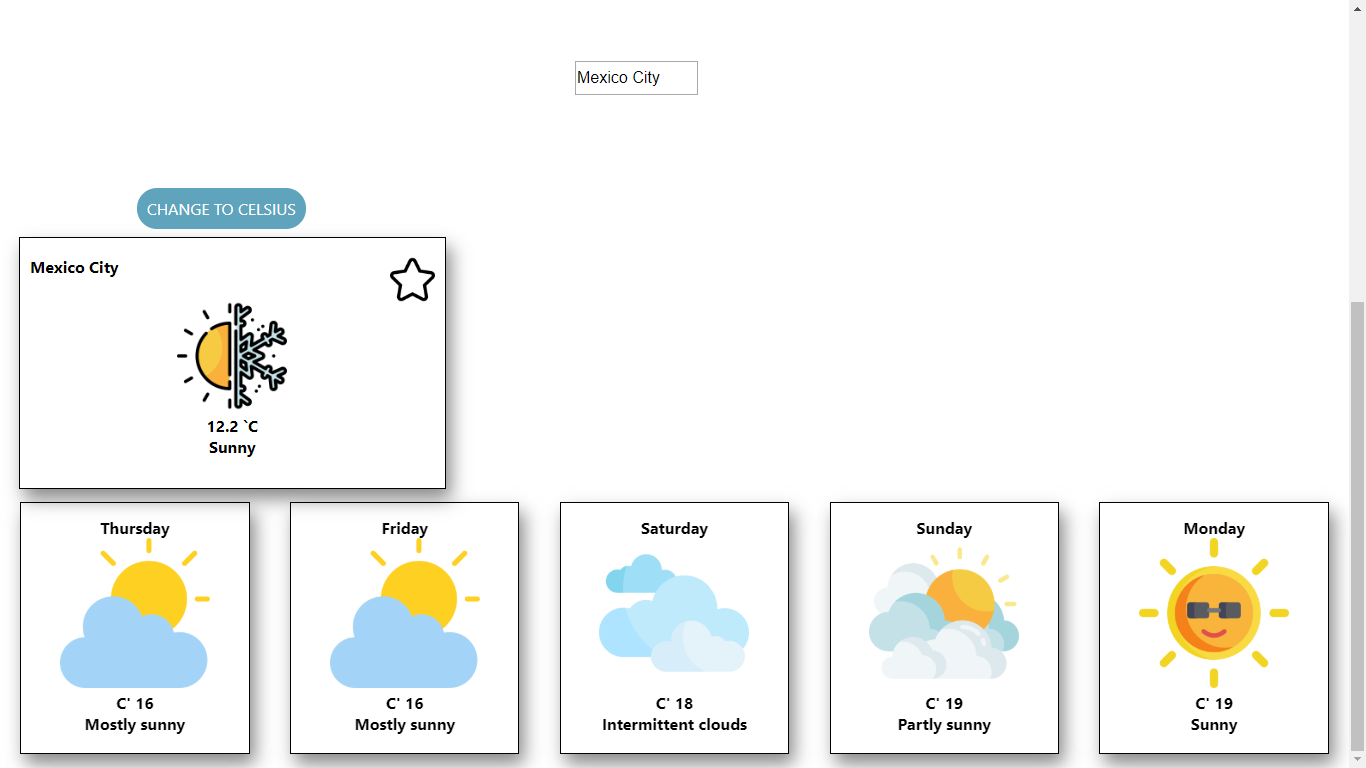 Mexico City
CHANGE TO CELSIUS
Mexico City
12.2 `C
Sunny
Thursday
C' 16
Mostly sunny
Friday
C' 16
Mostly sunny
Saturday
C' 18
Intermittent clouds
Sunday
C' 19
Partly sunny
Monday
C' 19
Sunny